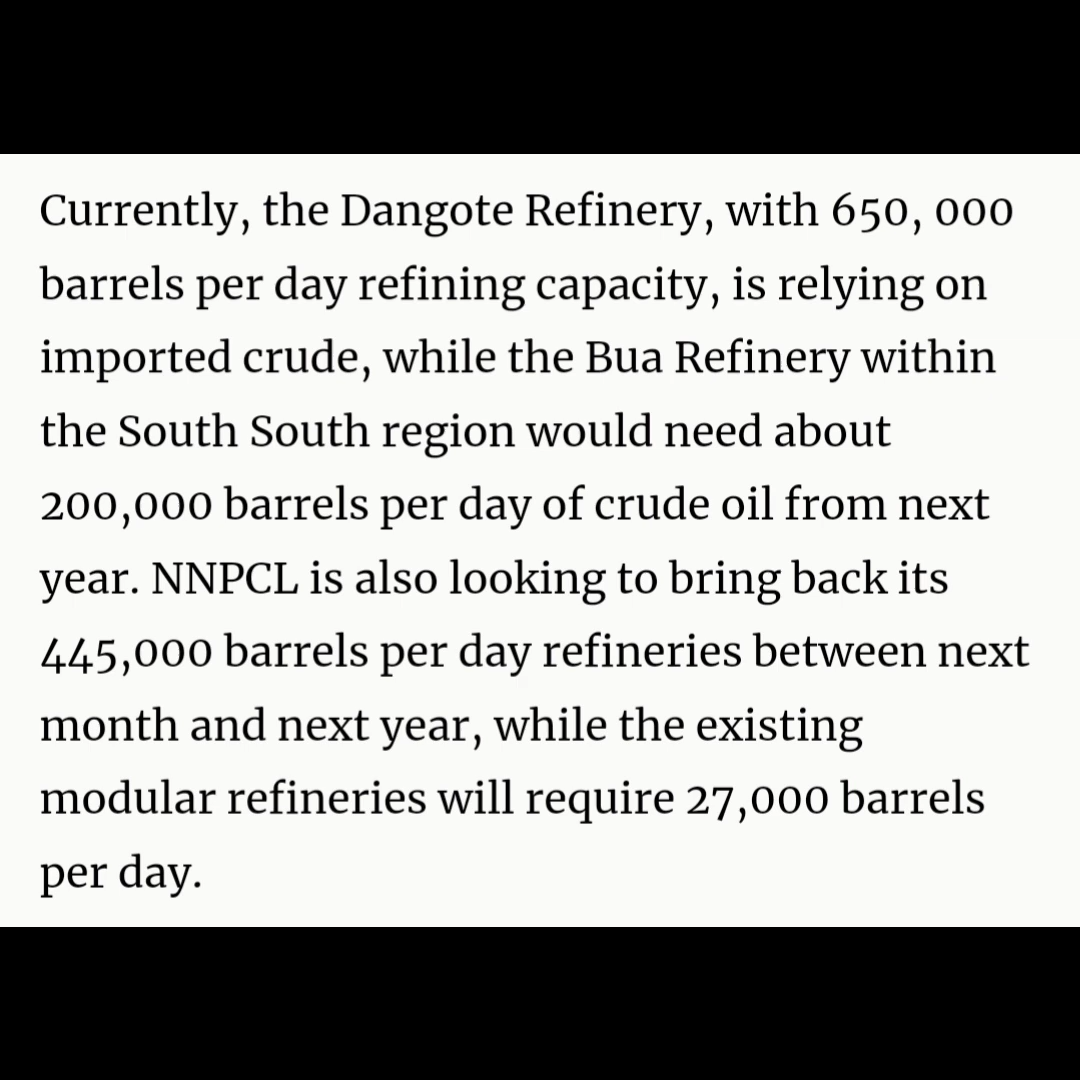 Currently, the Dangote Refinery, with 650, 000
barrels per day refining capacity, is relying on
imported crude, while the Bua Refinery within
the South South region would need about
200,000 barrels per day of crude oil from next
year. NNPCL is also looking to bring back its
445,000 barrels per day refineries between next
month and next year, while the existing
modular refineries will require 27,000 barrels
per day.